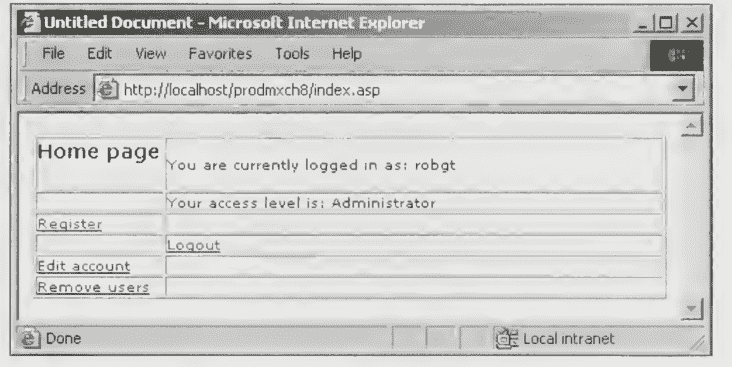 Untitled Document - Microsoft Internet Explorer
File Edit View Favorites Tools Help
Address http://localhost/prodmxch8/index.asp
Home page
You are currently logged in as: robgt
Your access level is: Administrator
Register
Logout
Edit account
Remove users
Done Local intranet